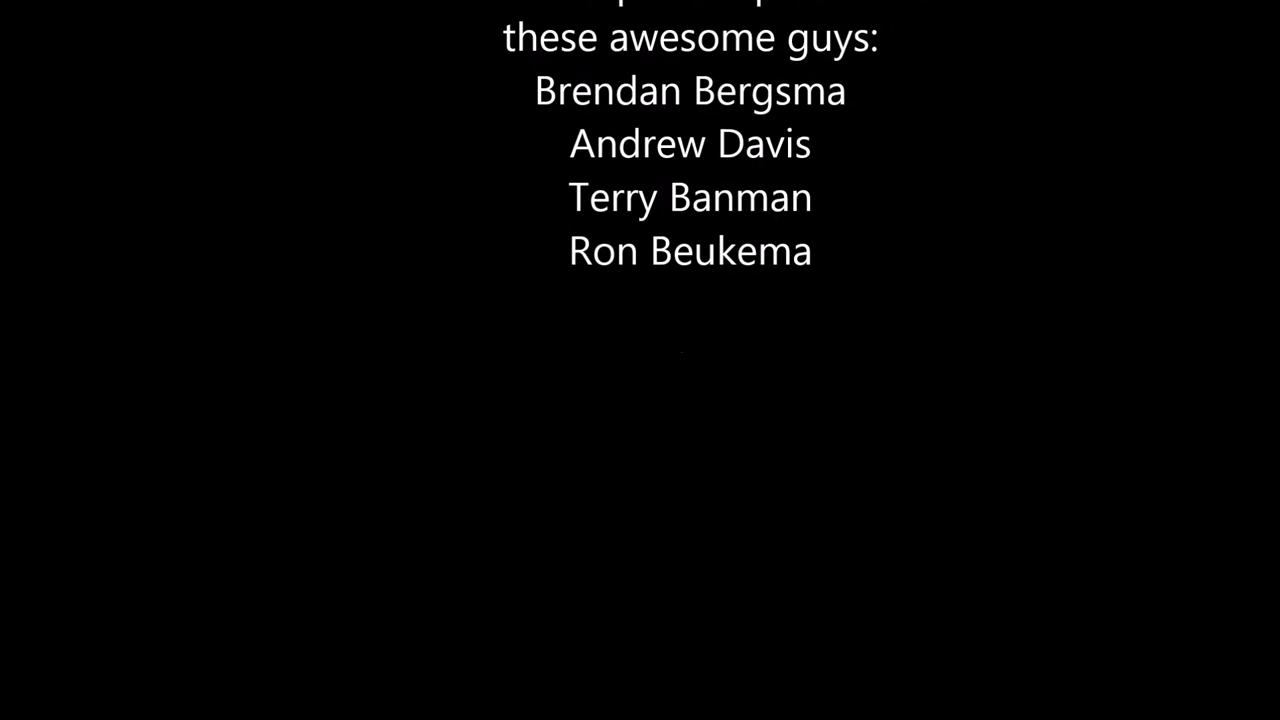 these awesome guys:
Brendan Bergsma
Andrew Davis
Terry Banman
Ron Beukema